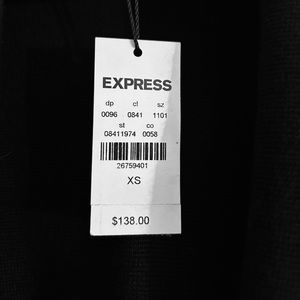 EXPRESS
dp cl sz
0096 0841 1101
st co
08411974 0058
26759401
XS
$138.00